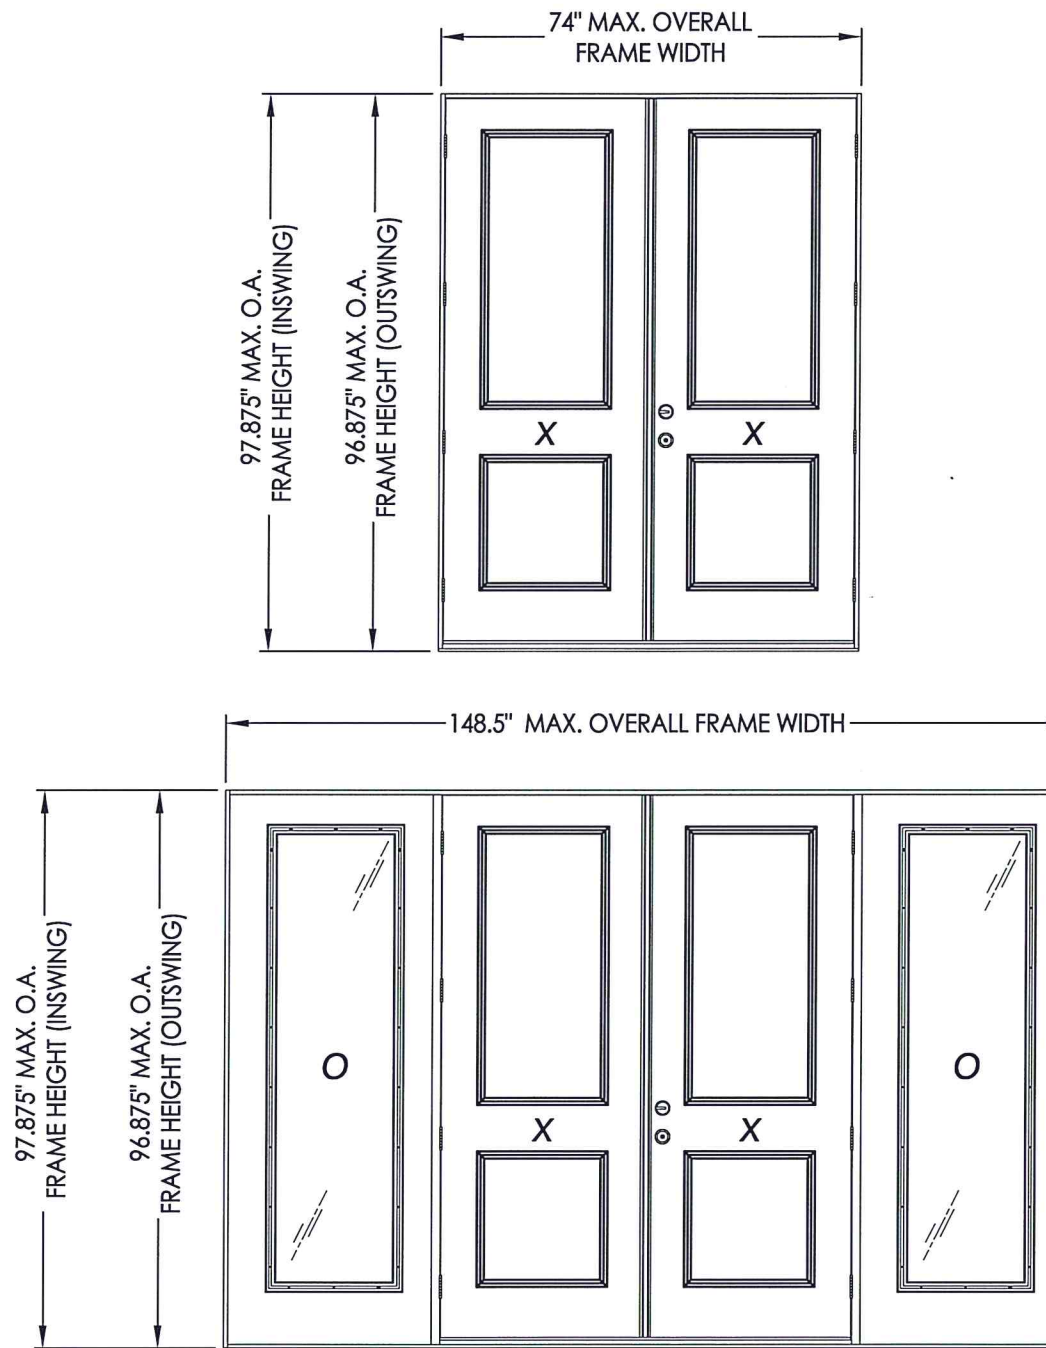 74" MAX. OVERALL
FRAME WIDTH
97.875" MAX. O.A.
FRAME HEIGHT (INSWING)
96.875" MAX. O.A.
FRAME HEIGHT (OUTSWING)
X
X
148.5" MAX. OVERALL FRAME WIDTH
97.875" MAX. O.A.
FRAME HEIGHT (INSWING)
96.875" MAX. O.A.
FRAME HEIGHT (OUTSWING)
O
X
X
O